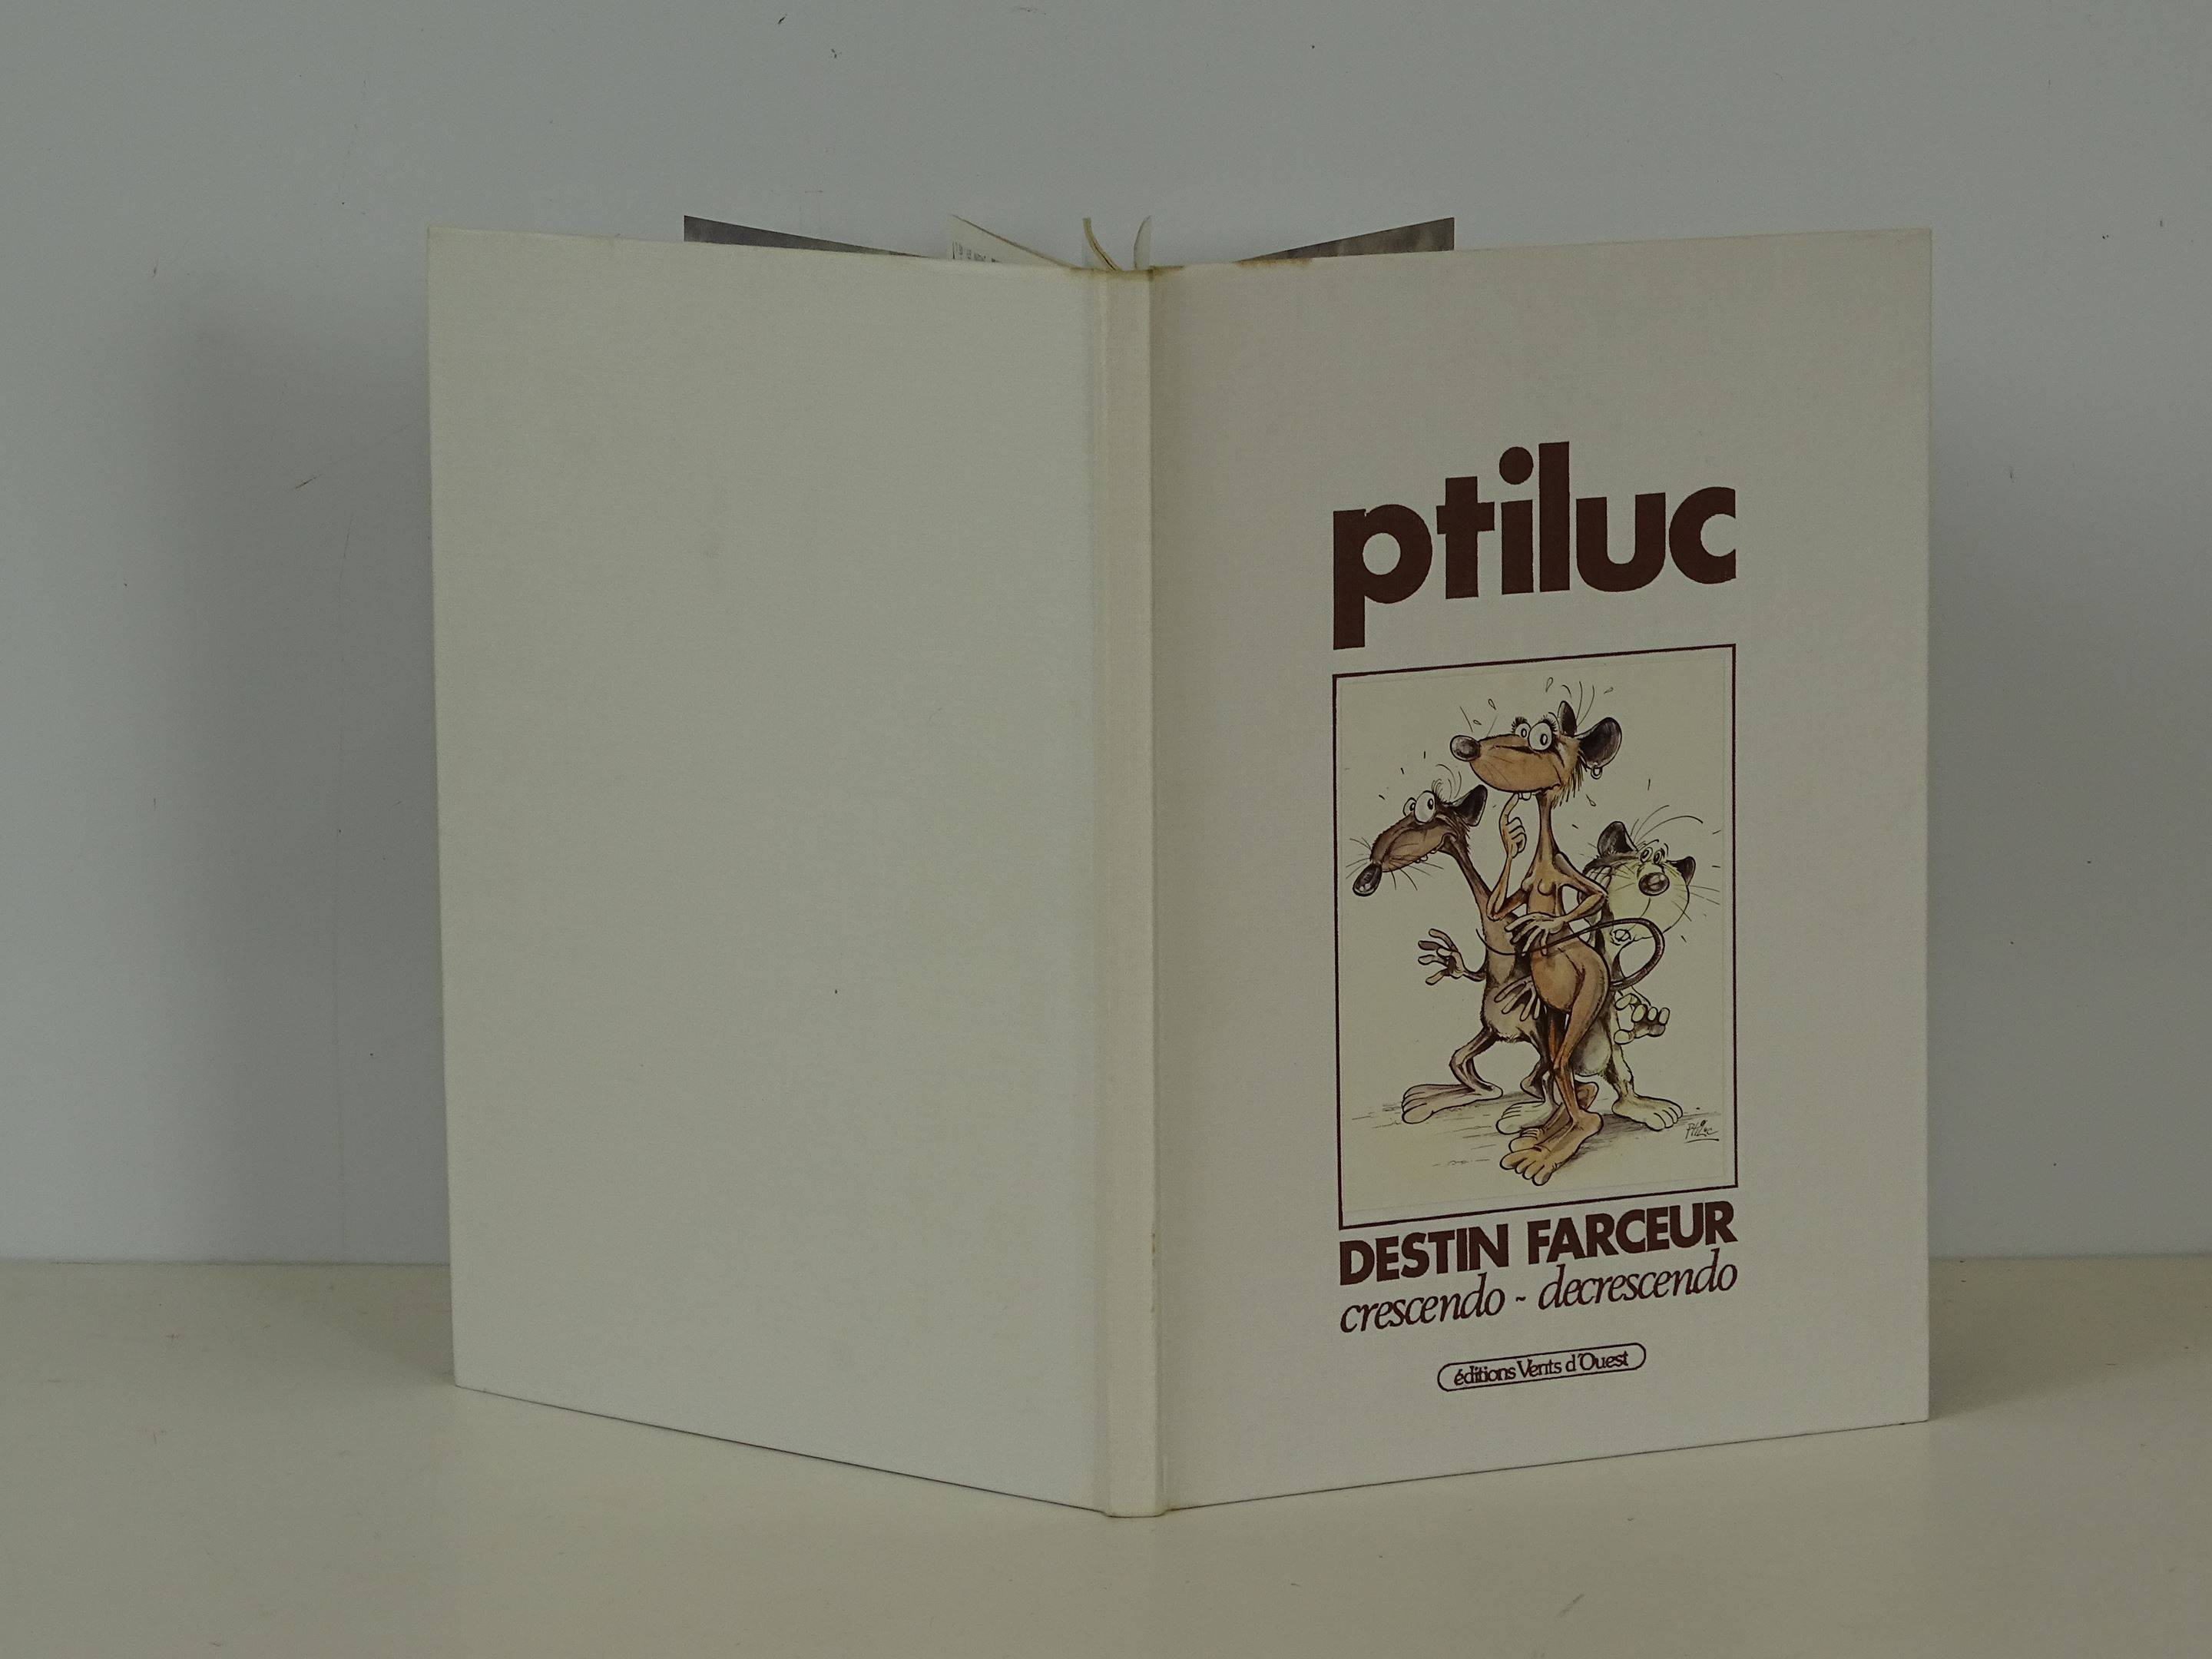 ptiluc
PtiLuc
DESTIN FARCEUR
crescendo ~ decrescendo
éditions Vents d'Ouest